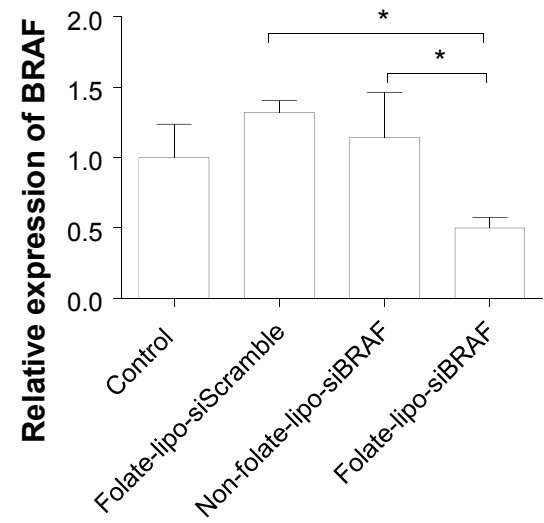 Relative expression of BRAF
2.0
1.5
1.0
0.5
0.0
*
*
Control
Folate-lipo-siScramble
Non-folate-lipo-siBRAF
Folate-lipo-siBRAF